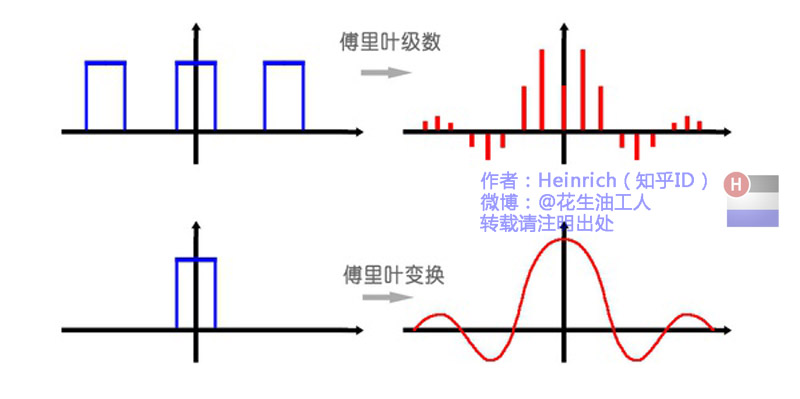 傅里叶级数
作者：Heinrich（知乎ID）
H
微博：@花生油工人
转载请注明出处
傅里叶变换